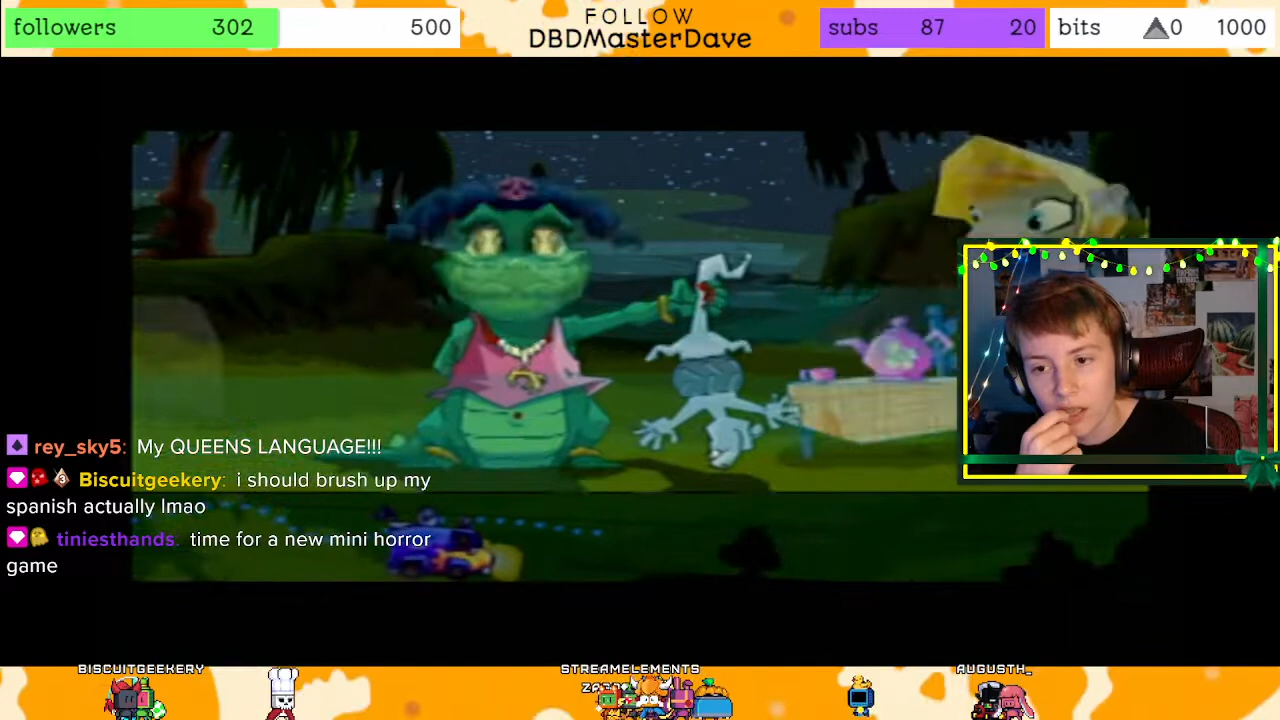 followers 302 500
FOLLOW
DBDMasterDave
subs 87 20
bits 0 1000
rey_sky5: My QUEENS LANGUAGE!!!
Biscuitgeekery: i should brush up my
spanish actually lmao
tiniesthands: time for a new mini horror
game
BISCUITGEEKERY
STREAMELEMENTS
AUGUSTH_